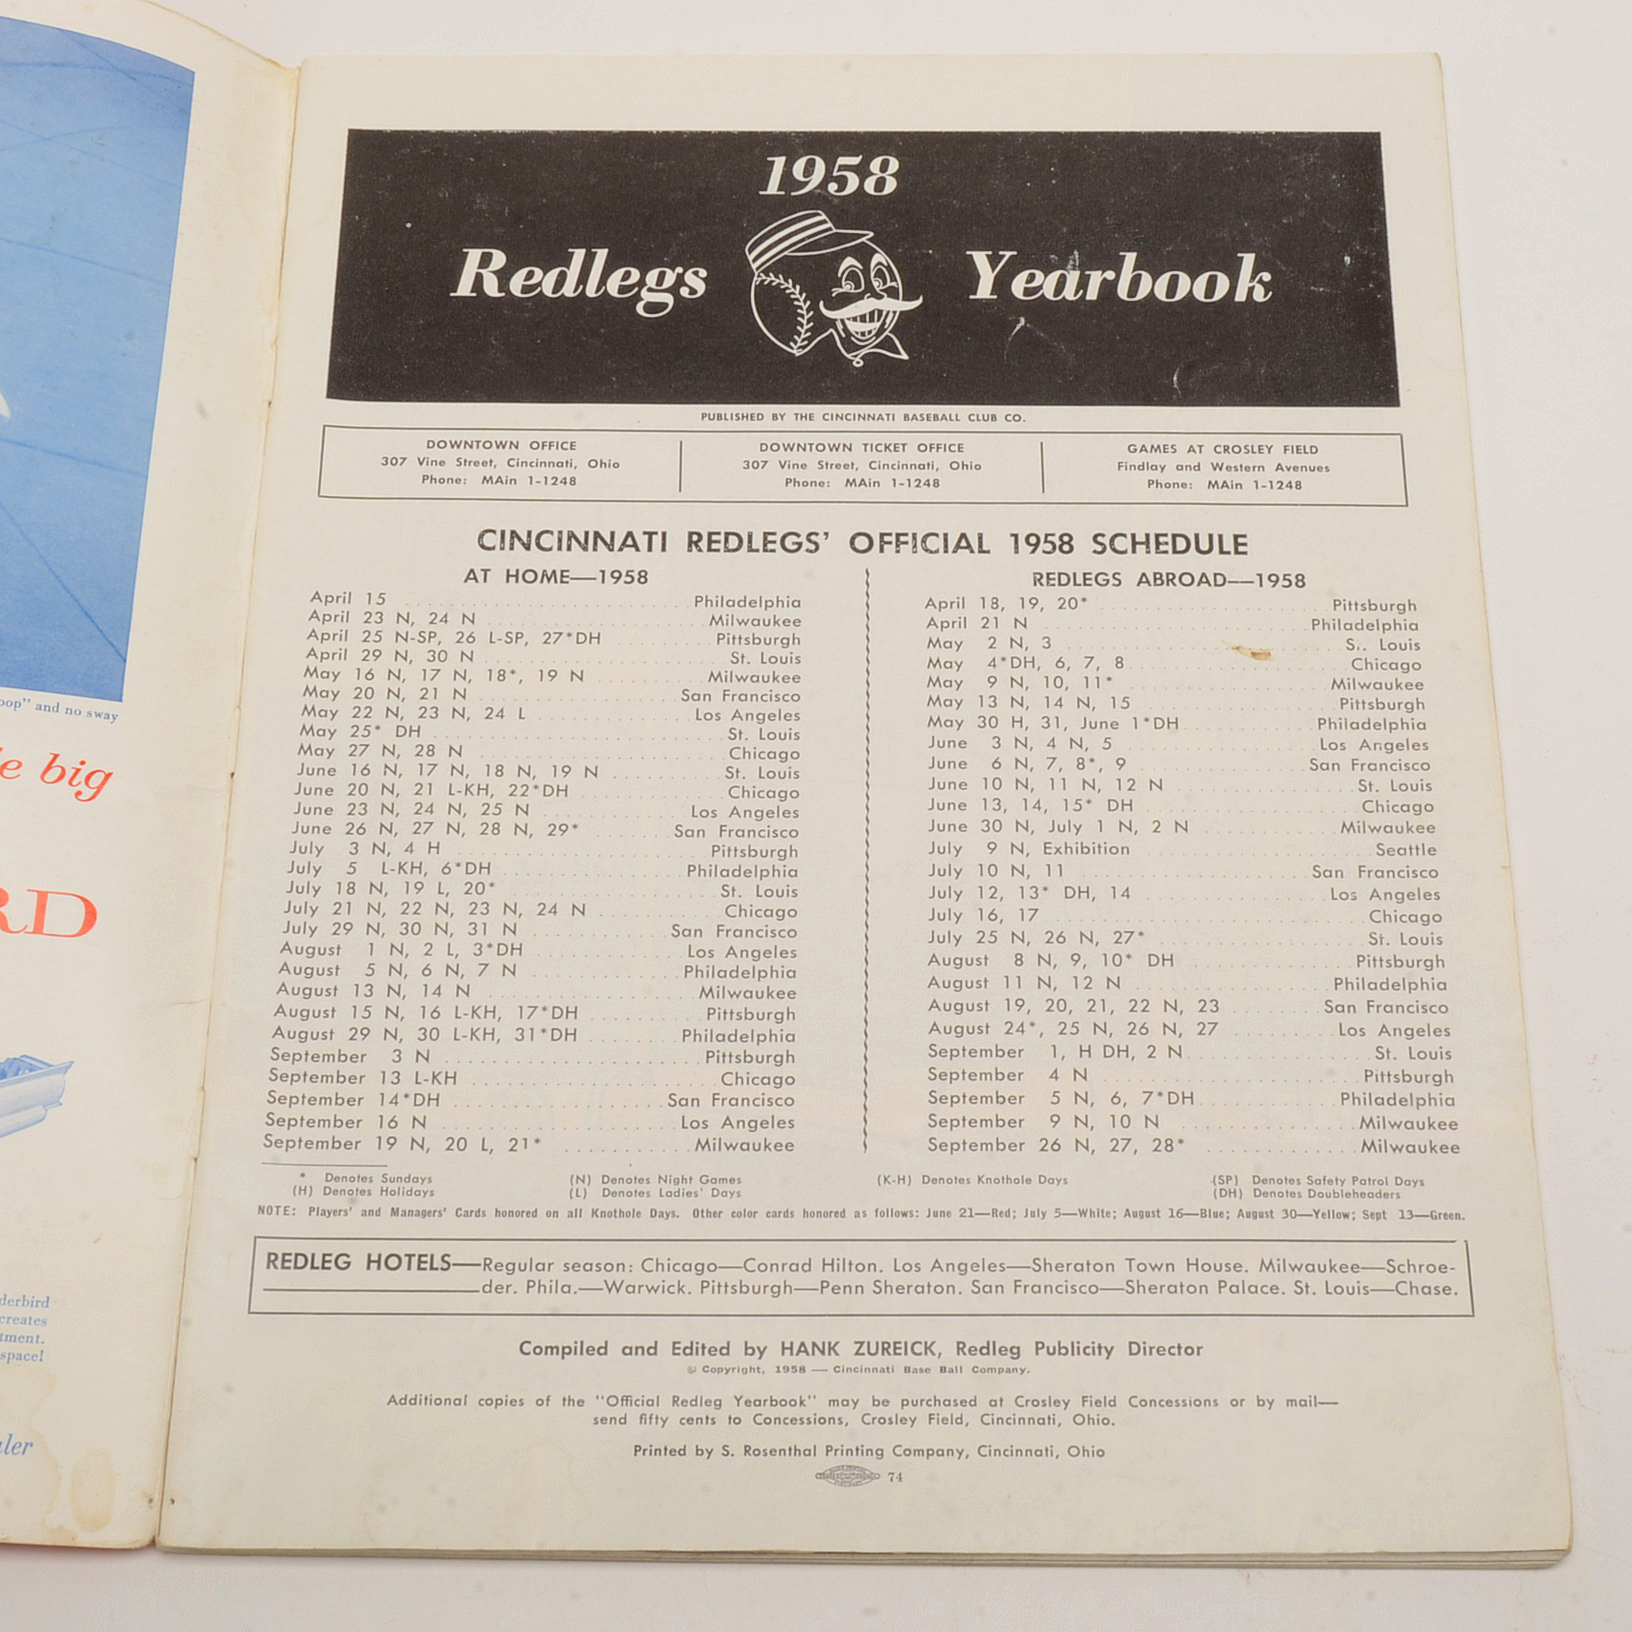 oop" and no sway
e big
RD
derbird
creates
tment.
space!
ler
1958
Redlegs Yearbook
PUBLISHED BY THE CINCINNATI BASEBALL CLUB CO.
DOWNTOWN OFFICE
307 Vine Street, Cincinnati, Ohio
Phone: MAin 1-1248
DOWNTOWN TICKET OFFICE
307 Vine Street, Cincinnati, Ohio
Phone: MAin 1-1248
GAMES AT CROSLEY FIELD
Findlay and Western Avenues
Phone: MAin 1-1248
CINCINNATI REDLEGS' OFFICIAL 1958 SCHEDULE
AT HOME—1958
April 15 Philadelphia
April 23 N, 24 N Milwaukee
April 25 N-SP, 26 L-SP, 27*DH Pittsburgh
April 29 N, 30 N St. Louis
May 16 N, 17 N, 18*, 19 N Milwaukee
May 20 N, 21 N San Francisco
May 22 N, 23 N, 24 L Los Angeles
May 25* DH St. Louis
May 27 N, 28 N Chicago
June 16 N, 17 N, 18 N, 19 N St. Louis
June 20 N, 21 L-KH, 22*DH Chicago
June 23 N, 24 N, 25 N Los Angeles
June 26 N, 27 N, 28 N, 29* San Francisco
July 3 N, 4 H Pittsburgh
July 5 L-KH, 6*DH Philadelphia
July 18 N, 19 L, 20* St. Louis
July 21 N, 22 N, 23 N, 24 N Chicago
July 29 N, 30 N, 31 N San Francisco
August 1 N, 2 L, 3*DH Los Angeles
August 5 N, 6 N, 7 N Philadelphia
August 13 N, 14 N Milwaukee
August 15 N, 16 L-KH, 17*DH Pittsburgh
August 29 N, 30 L-KH, 31*DH Philadelphia
September 3 N Pittsburgh
September 13 L-KH Chicago
September 14*DH San Francisco
September 16 N Los Angeles
September 19 N, 20 L, 21* Milwaukee
REDLEGS ABROAD—1958
April 18, 19, 20* Pittsburgh
April 21 N Philadelphia
May 2 N, 3 S.. Louis
May 4*DH, 6, 7, 8 Chicago
May 9 N, 10, 11* Milwaukee
May 13 N, 14 N, 15 Pittsburgh
May 30 H, 31, June 1*DH Philadelphia
June 3 N, 4 N, 5 Los Angeles
June 6 N, 7, 8*, 9 San Francisco
June 10 N, 11 N, 12 N St. Louis
June 13, 14, 15* DH Chicago
June 30 N, July 1 N, 2 N Milwaukee
July 9 N, Exhibition Seattle
July 10 N, 11 San Francisco
July 12, 13* DH, 14 Los Angeles
July 16, 17 Chicago
July 25 N, 26 N, 27* St. Louis
August 8 N, 9, 10* DH Pittsburgh
August 11 N, 12 N Philadelphia
August 19, 20, 21, 22 N, 23 San Francisco
August 24*, 25 N, 26 N, 27 Los Angeles
September 1, H DH, 2 N St. Louis
September 4 N Pittsburgh
September 5 N, 6, 7*DH Philadelphia
September 9 N, 10 N Milwaukee
September 26 N, 27, 28* Milwaukee
* Denotes Sundays (N) Denotes Night Games (K-H) Denotes Knothole Days (SP) Denotes Safety Patrol Days
(H) Denotes Holidays (L) Denotes Ladies' Days (DH) Denotes Doubleheaders
NOTE: Players' and Managers' Cards honored on all Knothole Days. Other color cards honored as follows: June 21—Red; July 5—White; August 16—Blue; August 30—Yellow; Sept 13—Green.
REDLEG HOTELS—Regular season: Chicago—Conrad Hilton. Los Angeles—Sheraton Town House. Milwaukee—Schroe-
der. Phila.—Warwick. Pittsburgh—Penn Sheraton. San Francisco—Sheraton Palace. St. Louis—Chase.
Compiled and Edited by HANK ZUREICK, Redleg Publicity Director
© Copyright, 1958 — Cincinnati Base Ball Company.
Additional copies of the "Official Redleg Yearbook" may be purchased at Crosley Field Concessions or by mail—
send fifty cents to Concessions, Crosley Field, Cincinnati, Ohio.
Printed by S. Rosenthal Printing Company, Cincinnati, Ohio
74